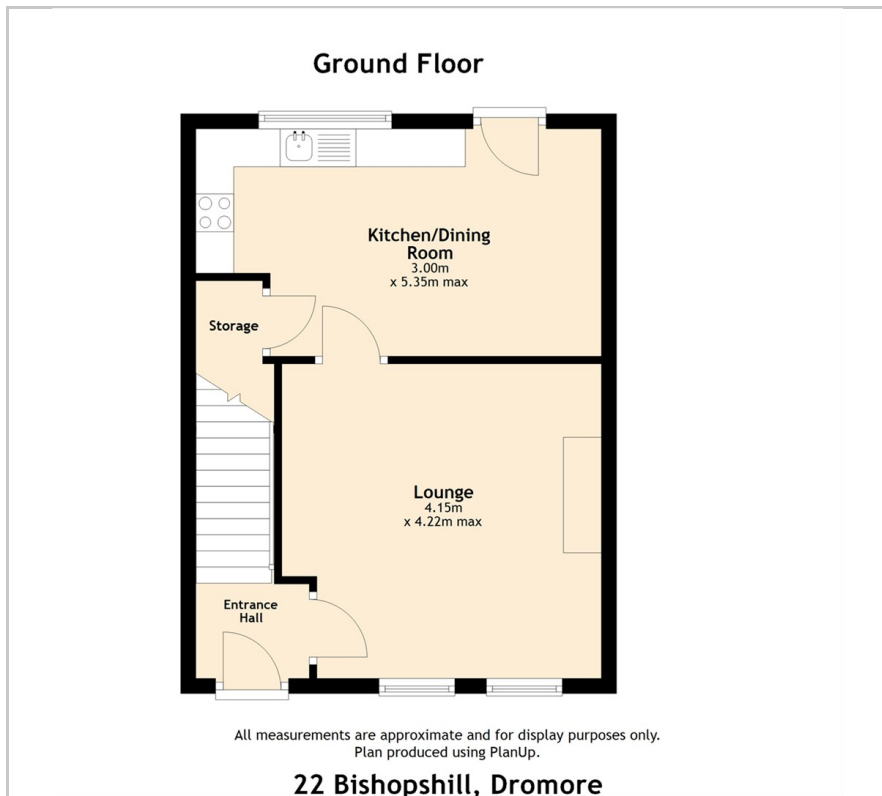 Ground Floor
Kitchen/Dining
Room
3.00m
x 5.35m max
Storage
Lounge
4.15m
x 4.22m max
Entrance
Hall
All measurements are approximate and for display purposes only.
Plan produced using PlanUp.
22 Bishopshill, Dromore